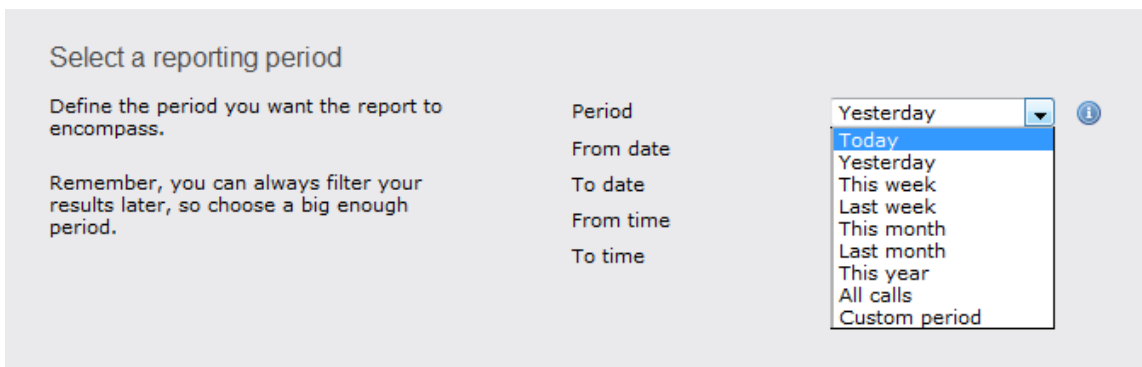 Select a reporting period
Define the period you want the report to
encompass.
Remember, you can always filter your
results later, so choose a big enough
period.
Period
Yesterday
From date
To date
From time
To time
Today
Yesterday
This week
Last week
This month
Last month
This year
All calls
Custom period